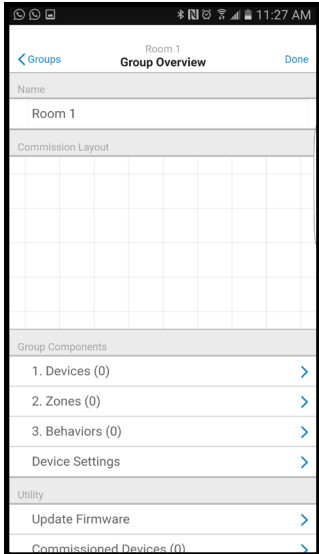 11:27 AM
Room 1
Groups Group Overview Done
Name
Room 1
Commission Layout
Group Components
1. Devices (0)
2. Zones (0)
3. Behaviors (0)
Device Settings
Utility
Update Firmware
Commissioned Devices (0)